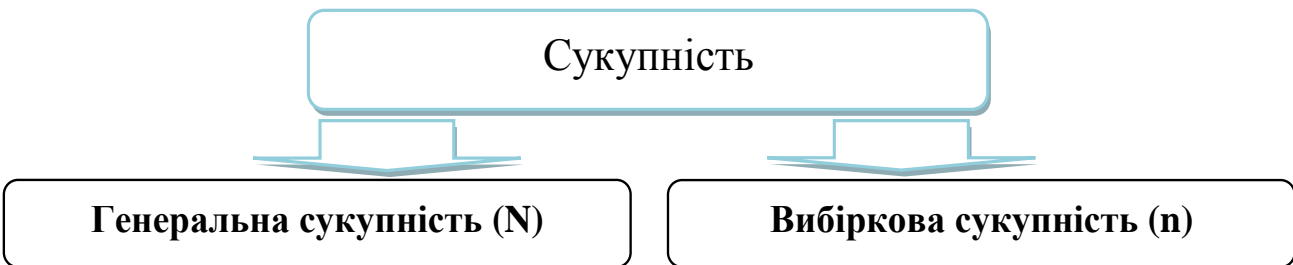 Сукупність
Генеральна сукупність (N)
Вибіркова сукупність (n)